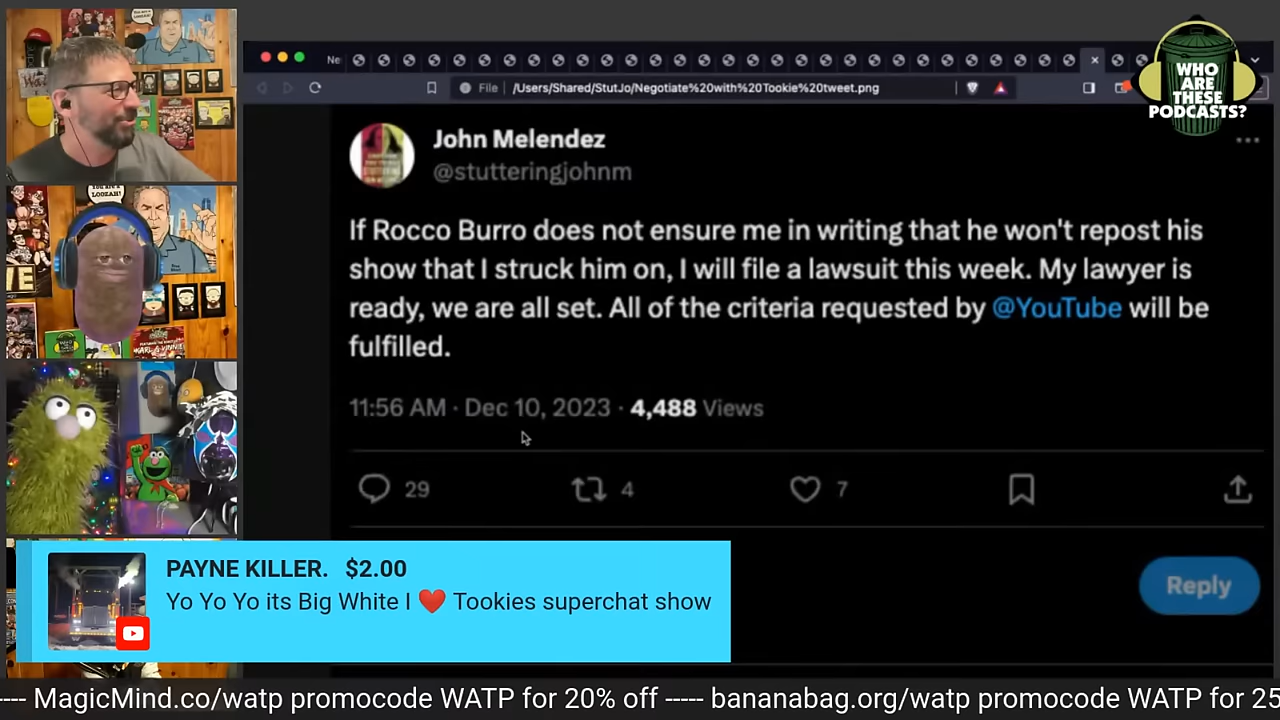 YOU ARE A
LOOZAH!
Ne
File /Users/Shared/StutJo/Negotiate%20with%20Tookie%20tweet.png
WHO
ARE THESE
PODCASTS?
John Melendez
@stutteringjohnm
If Rocco Burro does not ensure me in writing that he won't repost his
show that I struck him on, I will file a lawsuit this week. My lawyer is
ready, we are all set. All of the criteria requested by @YouTube will be
fulfilled.
11:56 AM · Dec 10, 2023 · 4,488 Views
29
4
7
Reply
PAYNE KILLER. $2.00
Yo Yo Yo its Big White I ❤️ Tookies superchat show
---- MagicMind.co/watp promocode WATP for 20% off ----- bananabag.org/watp promocode WATP for 25